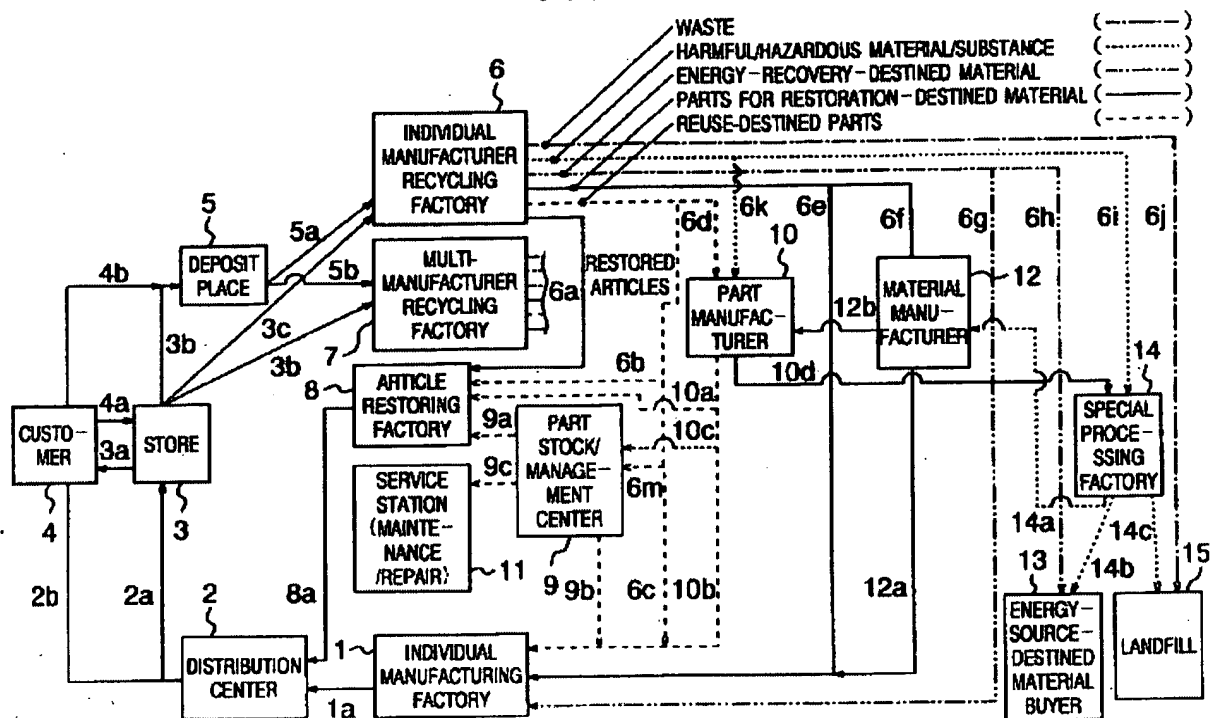 WASTE (—·—·—)
HARMFUL/HAZARDOUS MATERIAL/SUBSTANCE (··········)
ENERGY-RECOVERY-DESTINED MATERIAL (—··—··—)
PARTS FOR RESTORATION-DESTINED MATERIAL (———)
REUSE-DESTINED PARTS (-----)
6
INDIVIDUAL
MANUFACTURER
RECYCLING
FACTORY
5
DEPOSIT
PLACE
5a
5b
4b
3b
3c
3b
MULTI-
MANUFACTURER
RECYCLING
FACTORY
7
6a
RESTORED
ARTICLES
6d
6k
6e
6f
6g
6h
6i
6j
10
PART
MANUFAC-
TURER
12b
12
MATERIAL
MANU-
FACTURER
14
SPECIAL
PROCE-
SSING
FACTORY
8
ARTICLE
RESTORING
FACTORY
6b
10a
10d
CUSTO-
MER
4
4a
3a
STORE
3
9a
9c
PART
STOCK/
MANAGE-
MENT
CENTER
9
10c
6m
SERVICE
STATION
(MAINTE-
NANCE
/REPAIR)
11
9b
6c
10b
12a
14a
14b
14c
13
ENERGY-
SOURCE-
DESTINED
MATERIAL
BUYER
15
LANDFILL
2b
2a
8a
2
DISTRIBUTION
CENTER
1a
1
INDIVIDUAL
MANUFACTURING
FACTORY